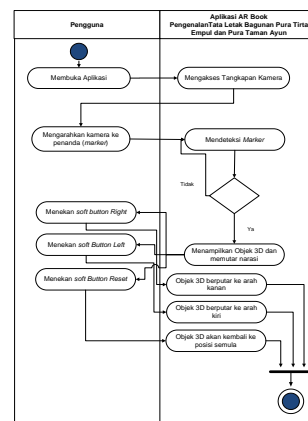 Pengguna
Aplikasi AR Book
PengenalanTata Letak Bagunan Pura Tirta
Empul dan Pura Taman Ayun
Membuka Aplikasi
Mengakses Tangkapan Kamera
Mengarahkan kamera ke
penanda (marker)
Mendeteksi Marker
Tidak
Ya
Menekan soft button Right
Menekan soft Button Left
Menampilkan Objek 3D dan
memutar narasi
Menekan soft Button Reset
Objek 3D berputar ke arah
kanan
Objek 3D berputar ke arah
kiri
Objek 3D akan kembali ke
posisi semula